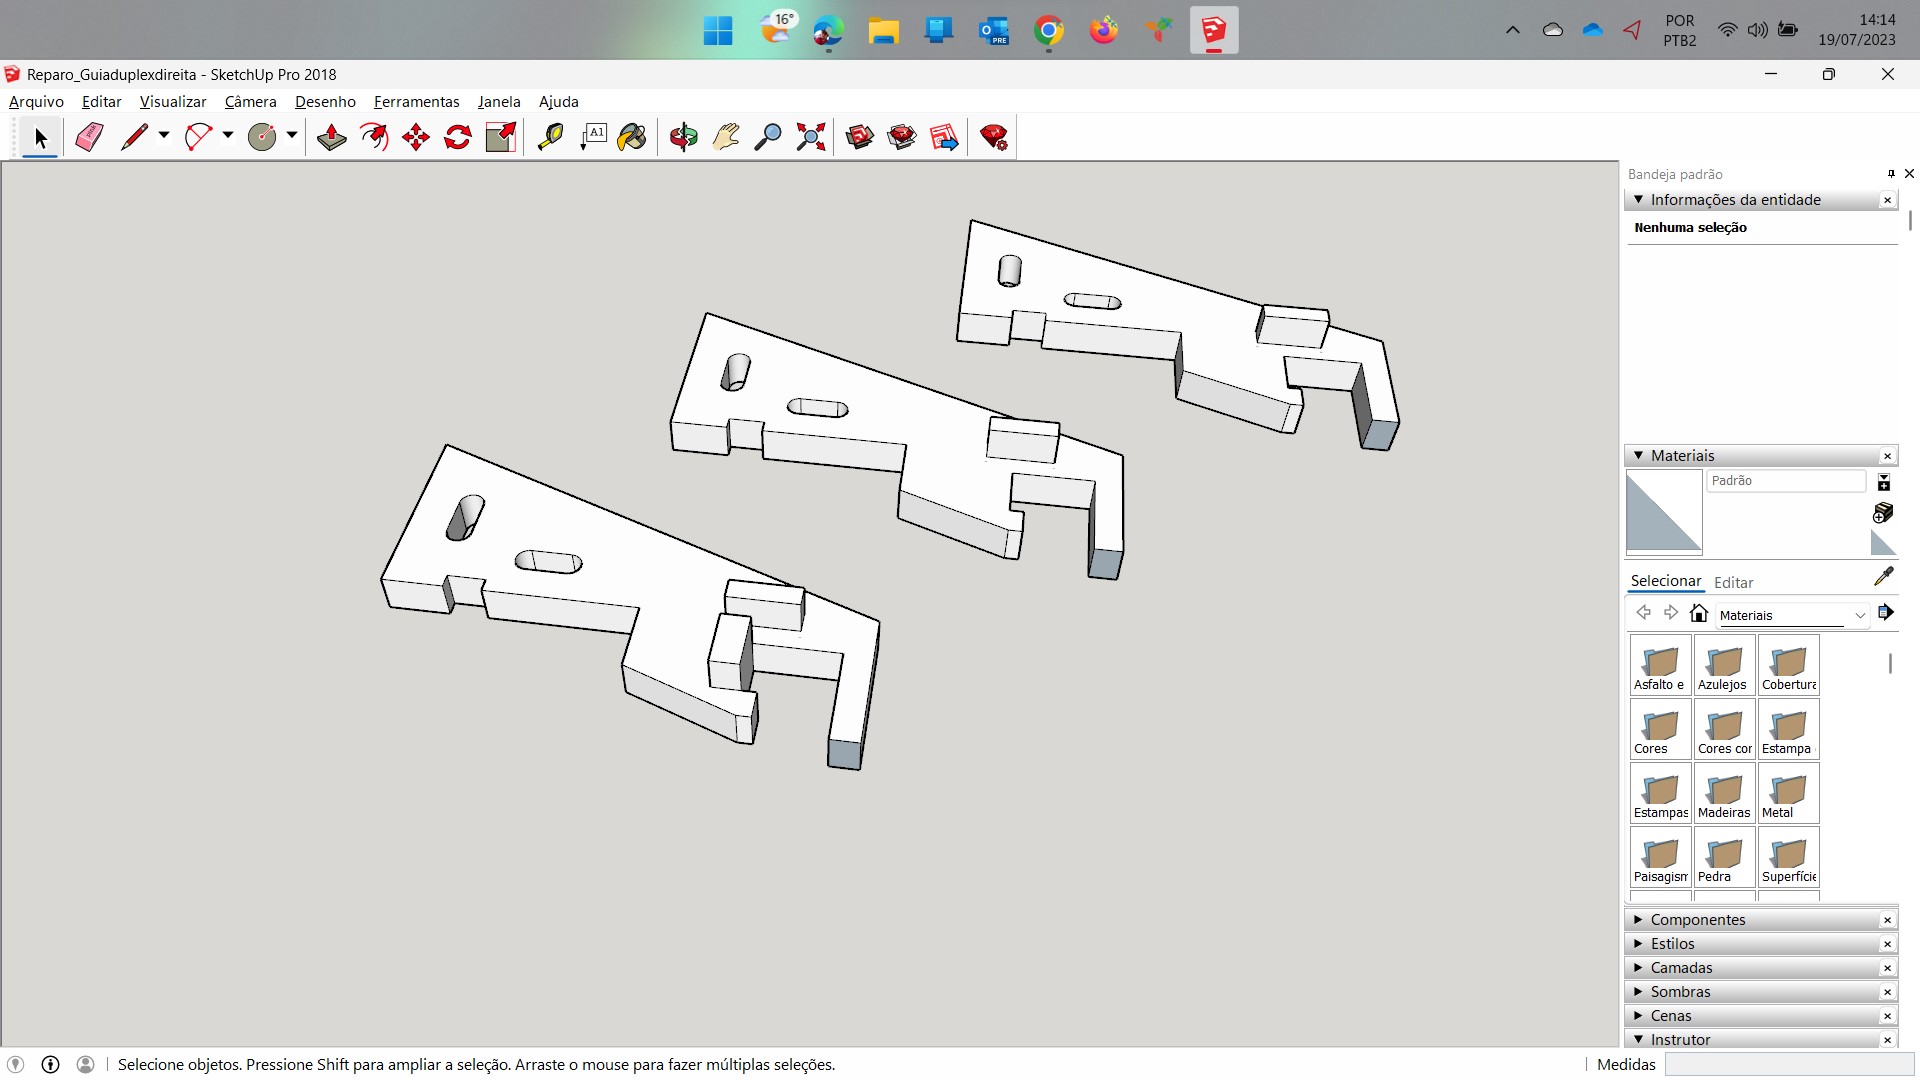 16°
PRE
POR
PTB2
14:14
19/07/2023
Reparo_Guiaduplexdireita - SketchUp Pro 2018
Arquivo Editar Visualizar Câmera Desenho Ferramentas Janela Ajuda
A1
Bandeja padrão
Informações da entidade
Nenhuma seleção
Materiais
Padrão
Selecionar Editar
Materiais
Asfalto e Azulejos Cobertura
Cores Cores cor Estampa
Estampas Madeiras Metal
Paisagism Pedra Superfície
Componentes
Estilos
Camadas
Sombras
Cenas
Instrutor
Selecione objetos. Pressione Shift para ampliar a seleção. Arraste o mouse para fazer múltiplas seleções.
Medidas